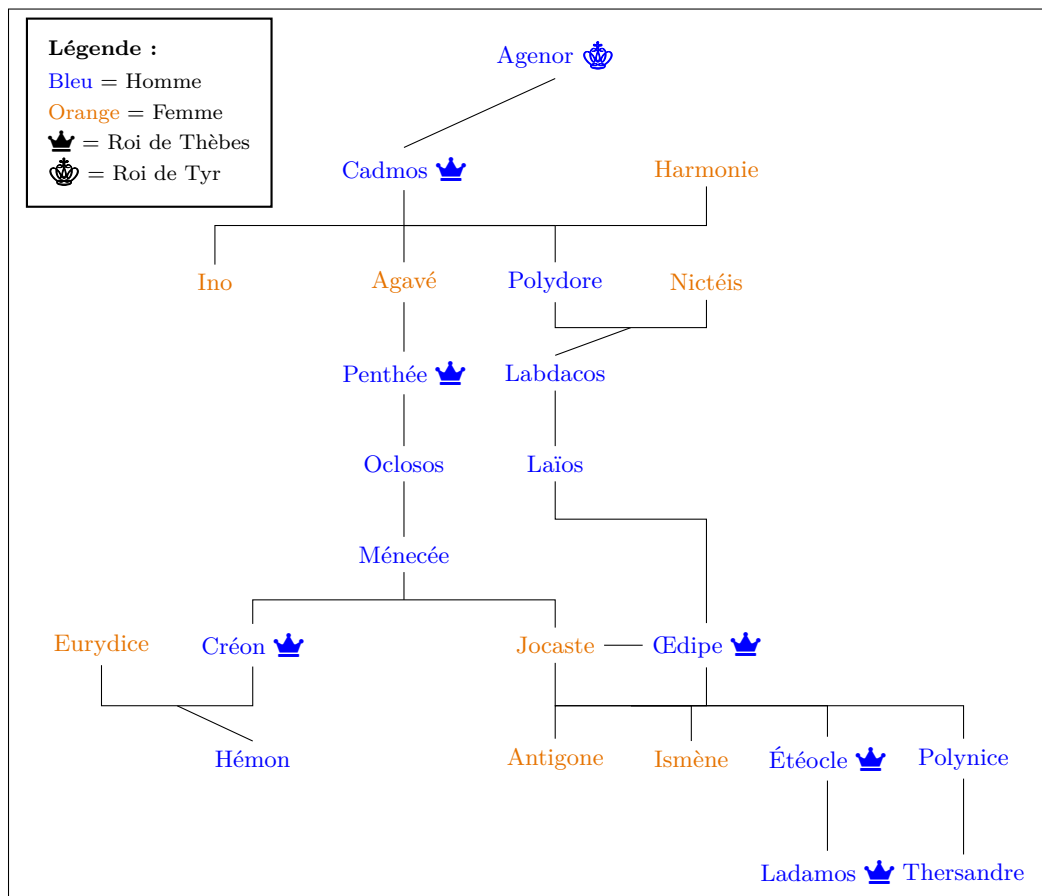 Légende :
Bleu = Homme
Orange = Femme
= Roi de Thèbes
= Roi de Tyr
Agenor
Cadmos
Harmonie
Ino
Agavé
Polydore
Nictéis
Penthée
Labdacos
Oclosos
Laïos
Ménecée
Eurydice
Créon
Jocaste
Œdipe
Hémon
Antigone
Ismène
Étéocle
Polynice
Ladamos
Thersandre